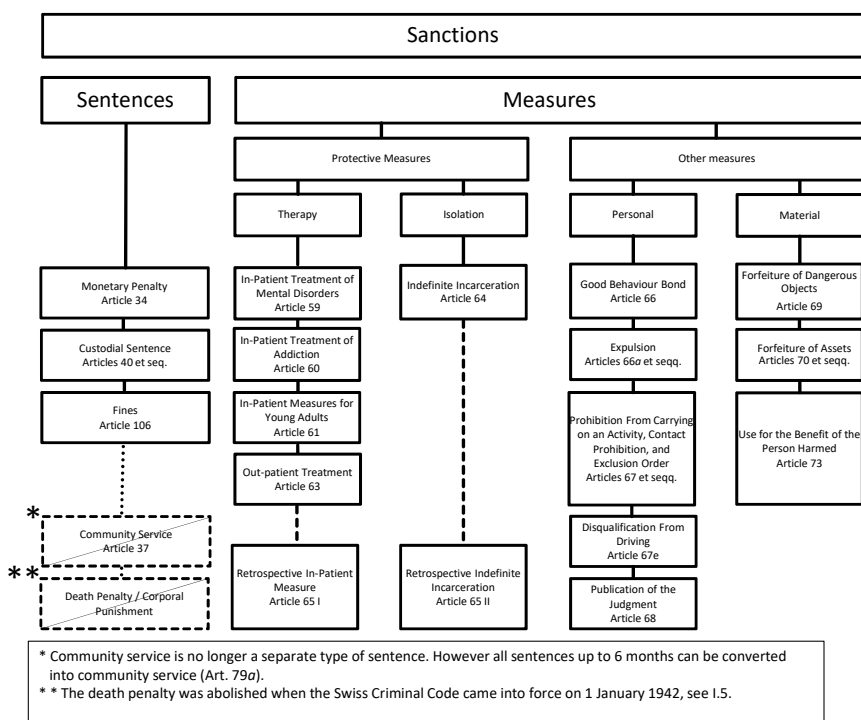 Sanctions
Sentences
Measures
Protective Measures
Other measures
Therapy
Isolation
Personal
Material
Monetary Penalty
Article 34
Custodial Sentence
Articles 40 et seq.
Fines
Article 106
*
Community Service
Article 37
**
Death Penalty / Corporal
Punishment
In-Patient Treatment of
Mental Disorders
Article 59
In-Patient Treatment of
Addiction
Article 60
In-Patient Measures for
Young Adults
Article 61
Out-patient Treatment
Article 63
Retrospective In-Patient
Measure
Article 65 I
Indefinite Incarceration
Article 64
Retrospective Indefinite
Incarceration
Article 65 II
Good Behaviour Bond
Article 66
Expulsion
Articles 66a et seqq.
Prohibition From Carrying
on an Activity, Contact
Prohibition, and
Exclusion Order
Articles 67 et seqq.
Disqualification From
Driving
Article 67e
Publication of the
Judgment
Article 68
Forfeiture of Dangerous
Objects
Article 69
Forfeiture of Assets
Articles 70 et seqq.
Use for the Benefit of the
Person Harmed
Article 73
* Community service is no longer a separate type of sentence. However all sentences up to 6 months can be converted
into community service (Art. 79a).
* * The death penalty was abolished when the Swiss Criminal Code came into force on 1 January 1942, see I.5.